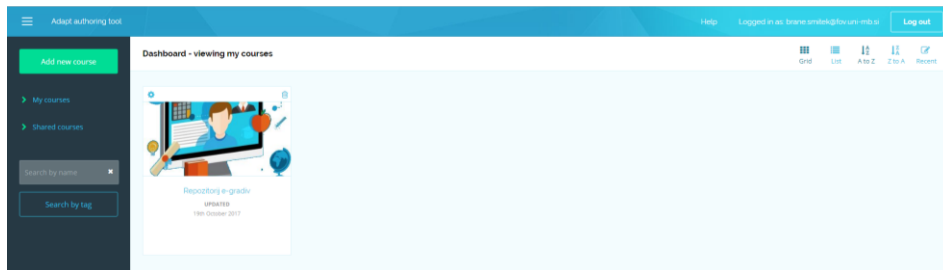 Adapt authoring tool
Help
Logged in as: brane.smitek@fov.uni-mb.si
Log out
Add new course
My courses
Shared courses
Search by name
Search by tag
Dashboard - viewing my courses
Grid
List
A to Z
Z to A
Recent
Repozitorij e-gradiv
UPDATED
19th October 2017